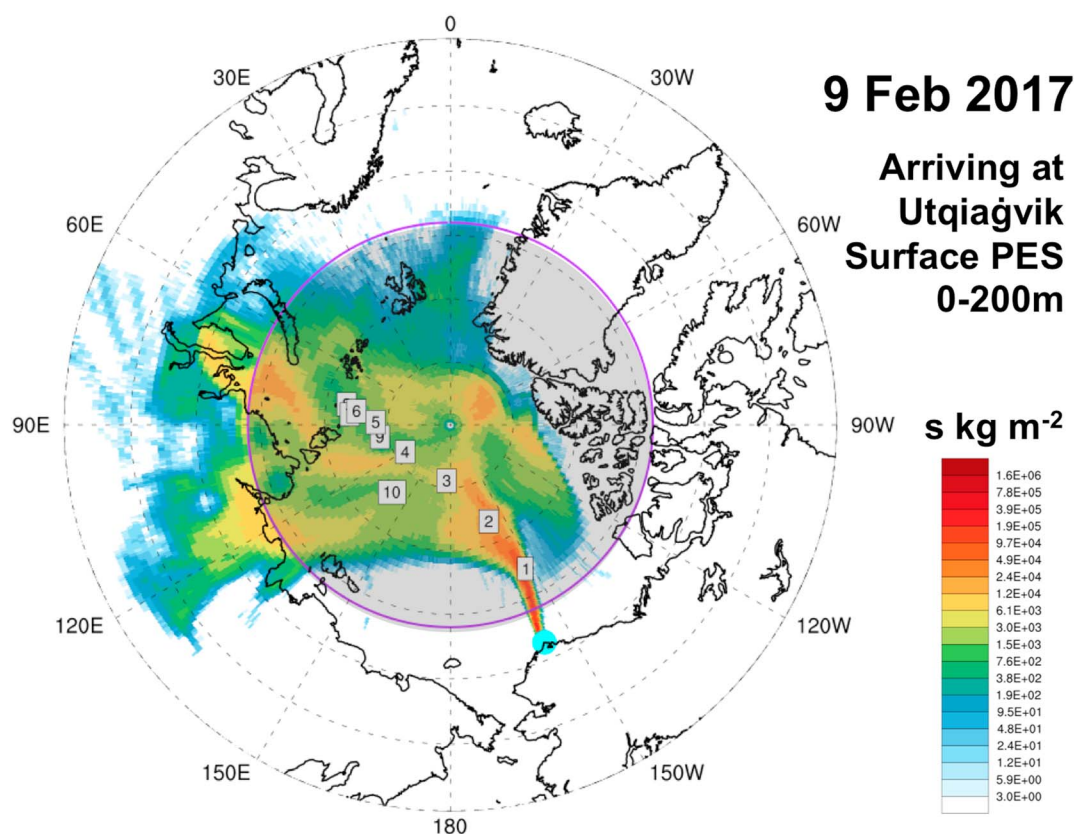 0
30E
30W
9 Feb 2017
Arriving at
Utqiaġvik
Surface PES
0-200m
60E
60W
90E
90W
6
5
9
4
3
10
2
1
s kg m-2
1.6E+06
7.8E+05
3.9E+05
1.9E+05
9.7E+04
4.9E+04
2.4E+04
1.2E+04
6.1E+03
3.0E+03
1.5E+03
7.6E+02
3.8E+02
1.9E+02
9.5E+01
4.8E+01
2.4E+01
1.2E+01
5.9E+00
3.0E+00
120E
120W
150E
150W
180